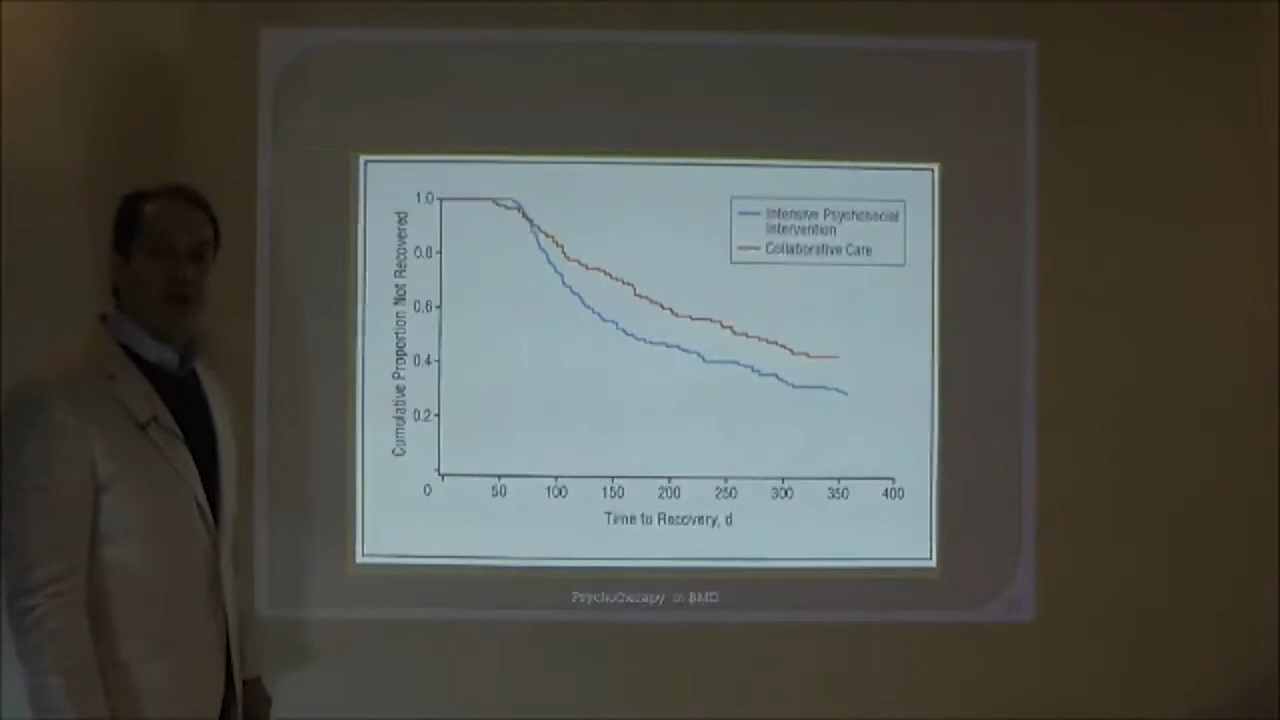 1.0
0.8
0.6
0.4
0.2
0
50
100
150
200
250
300
350
400
Cumulative Proportion Not Recovered
Time to Recovery, d
Intensive Psychosocial
Intervention
Collaborative Care
Psychotherapy in BMD